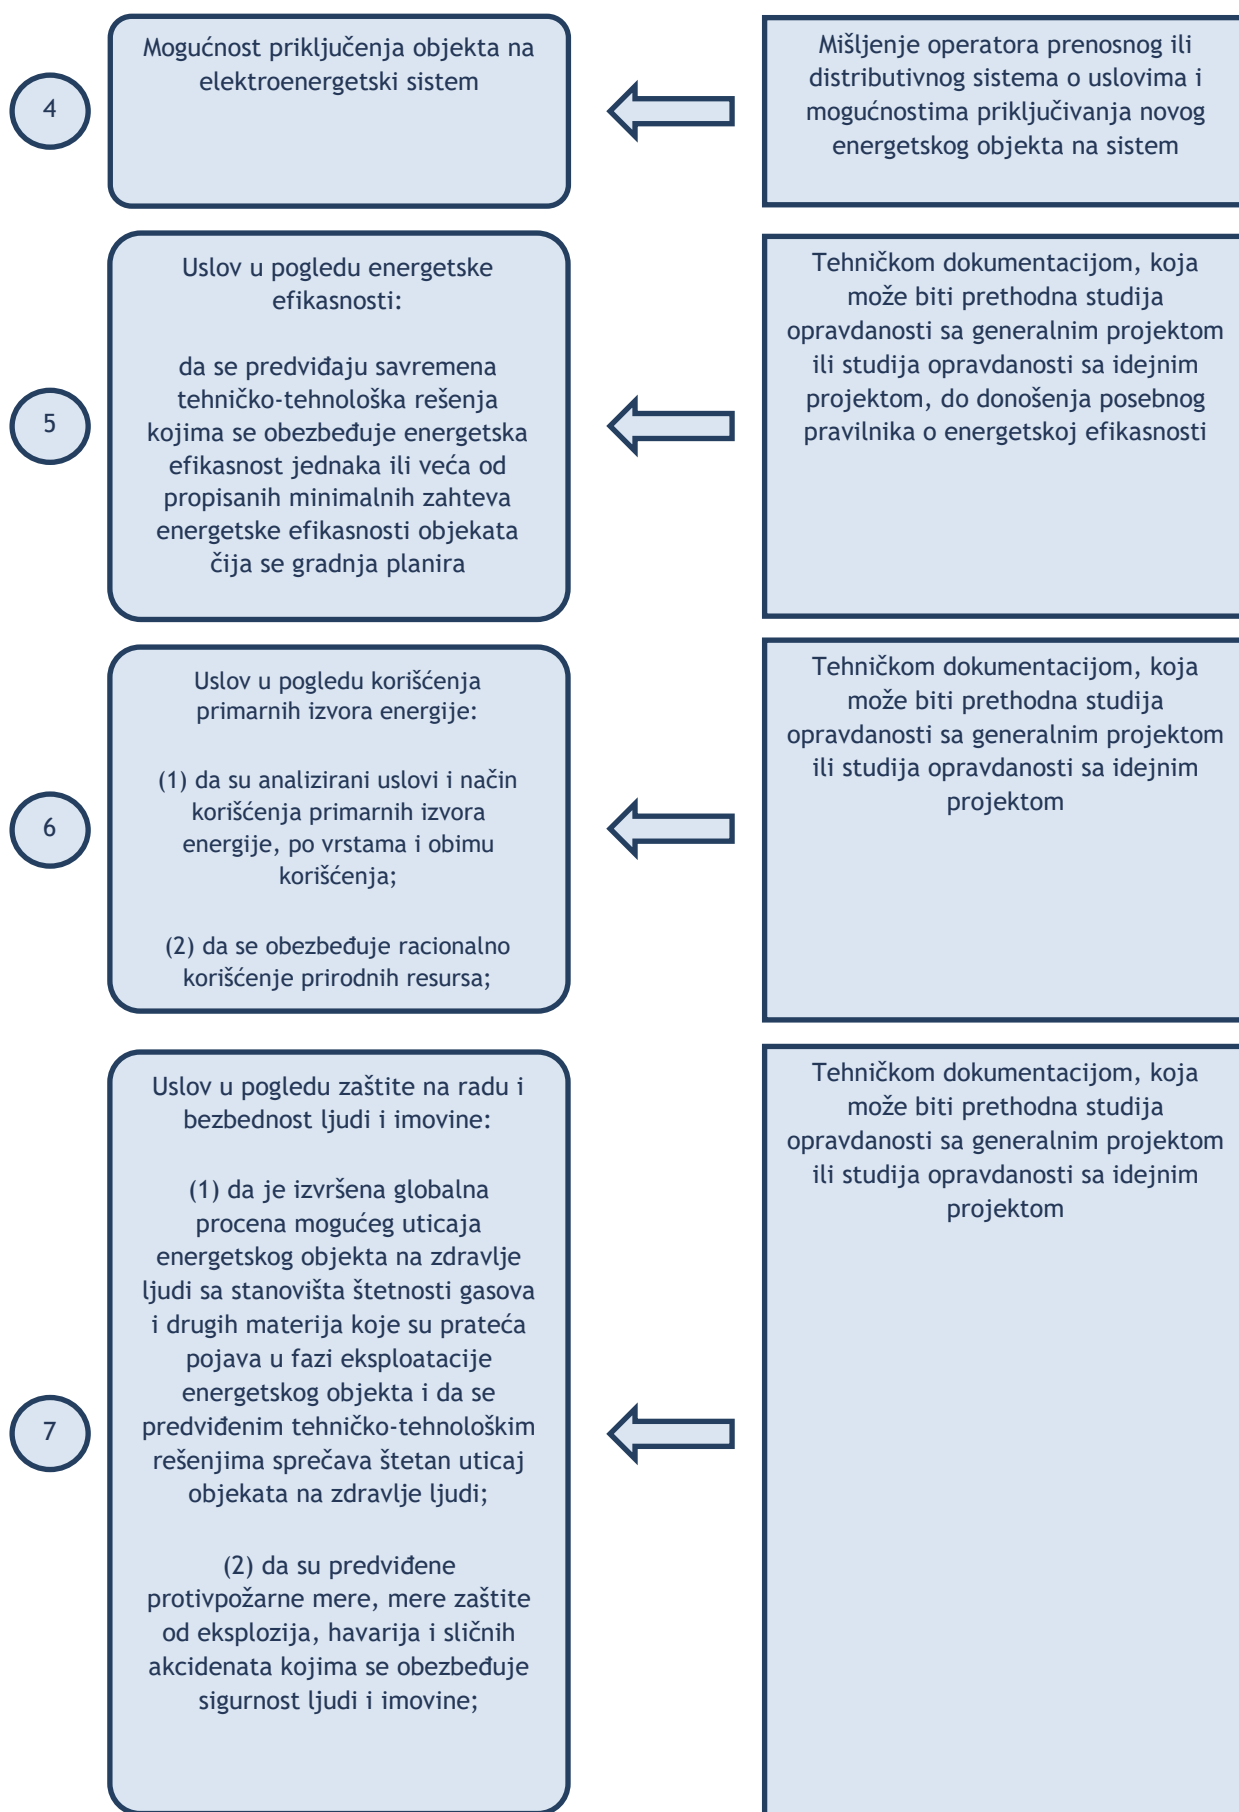 4
Mogućnost priključenja objekta na
elektroenergetski sistem
Mišljenje operatora prenosnog ili
distributivnog sistema o uslovima i
mogućnostima priključivanja novog
energetskog objekta na sistem
5
Uslov u pogledu energetske
efikasnosti:
da se predviđaju savremena
tehničko-tehnološka rešenja
kojima se obezbeđuje energetska
efikasnost jednaka ili veća od
propisanih minimalnih zahteva
energetske efikasnosti objekata
čija se gradnja planira
Tehničkom dokumentacijom, koja
može biti prethodna studija
opravdanosti sa generalnim projektom
ili studija opravdanosti sa idejnim
projektom, do donošenja posebnog
pravilnika o energetskoj efikasnosti
6
Uslov u pogledu korišćenja
primarnih izvora energije:
(1) da su analizirani uslovi i način
korišćenja primarnih izvora
energije, po vrstama i obimu
korišćenja;
(2) da se obezbeđuje racionalno
korišćenje prirodnih resursa;
Tehničkom dokumentacijom, koja
može biti prethodna studija
opravdanosti sa generalnim projektom
ili studija opravdanosti sa idejnim
projektom
7
Uslov u pogledu zaštite na radu i
bezbednost ljudi i imovine:
(1) da je izvršena globalna
procena mogućeg uticaja
energetskog objekta na zdravlje
ljudi sa stanovišta štetnosti gasova
i drugih materija koje su prateća
pojava u fazi eksploatacije
energetskog objekta i da se
predviđenim tehničko-tehnološkim
rešenjima sprečava štetan uticaj
objekata na zdravlje ljudi;
(2) da su predviđene
protivpožarne mere, mere zaštite
od eksplozija, havarija i sličnih
akcidenata kojima se obezbeđuje
sigurnost ljudi i imovine;
Tehničkom dokumentacijom, koja
može biti prethodna studija
opravdanosti sa generalnim projektom
ili studija opravdanosti sa idejnim
projektom